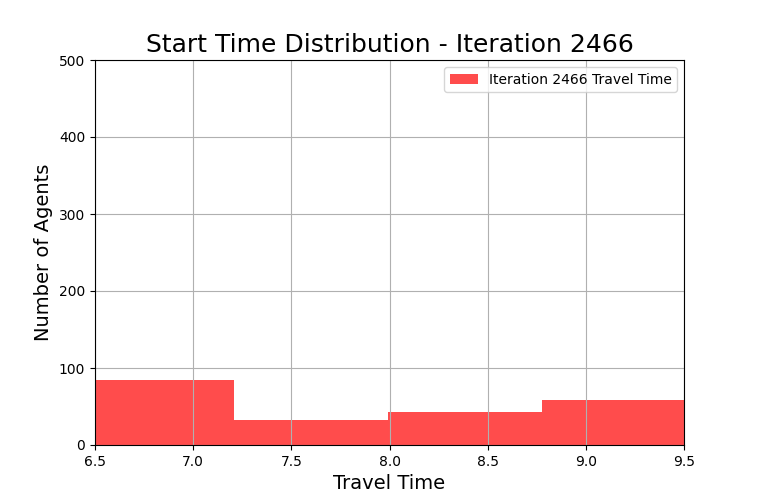 Start Time Distribution - Iteration 2466
Iteration 2466 Travel Time
Number of Agents
500
400
300
200
100
0
6.5 7.0 7.5 8.0 8.5 9.0 9.5
Travel Time